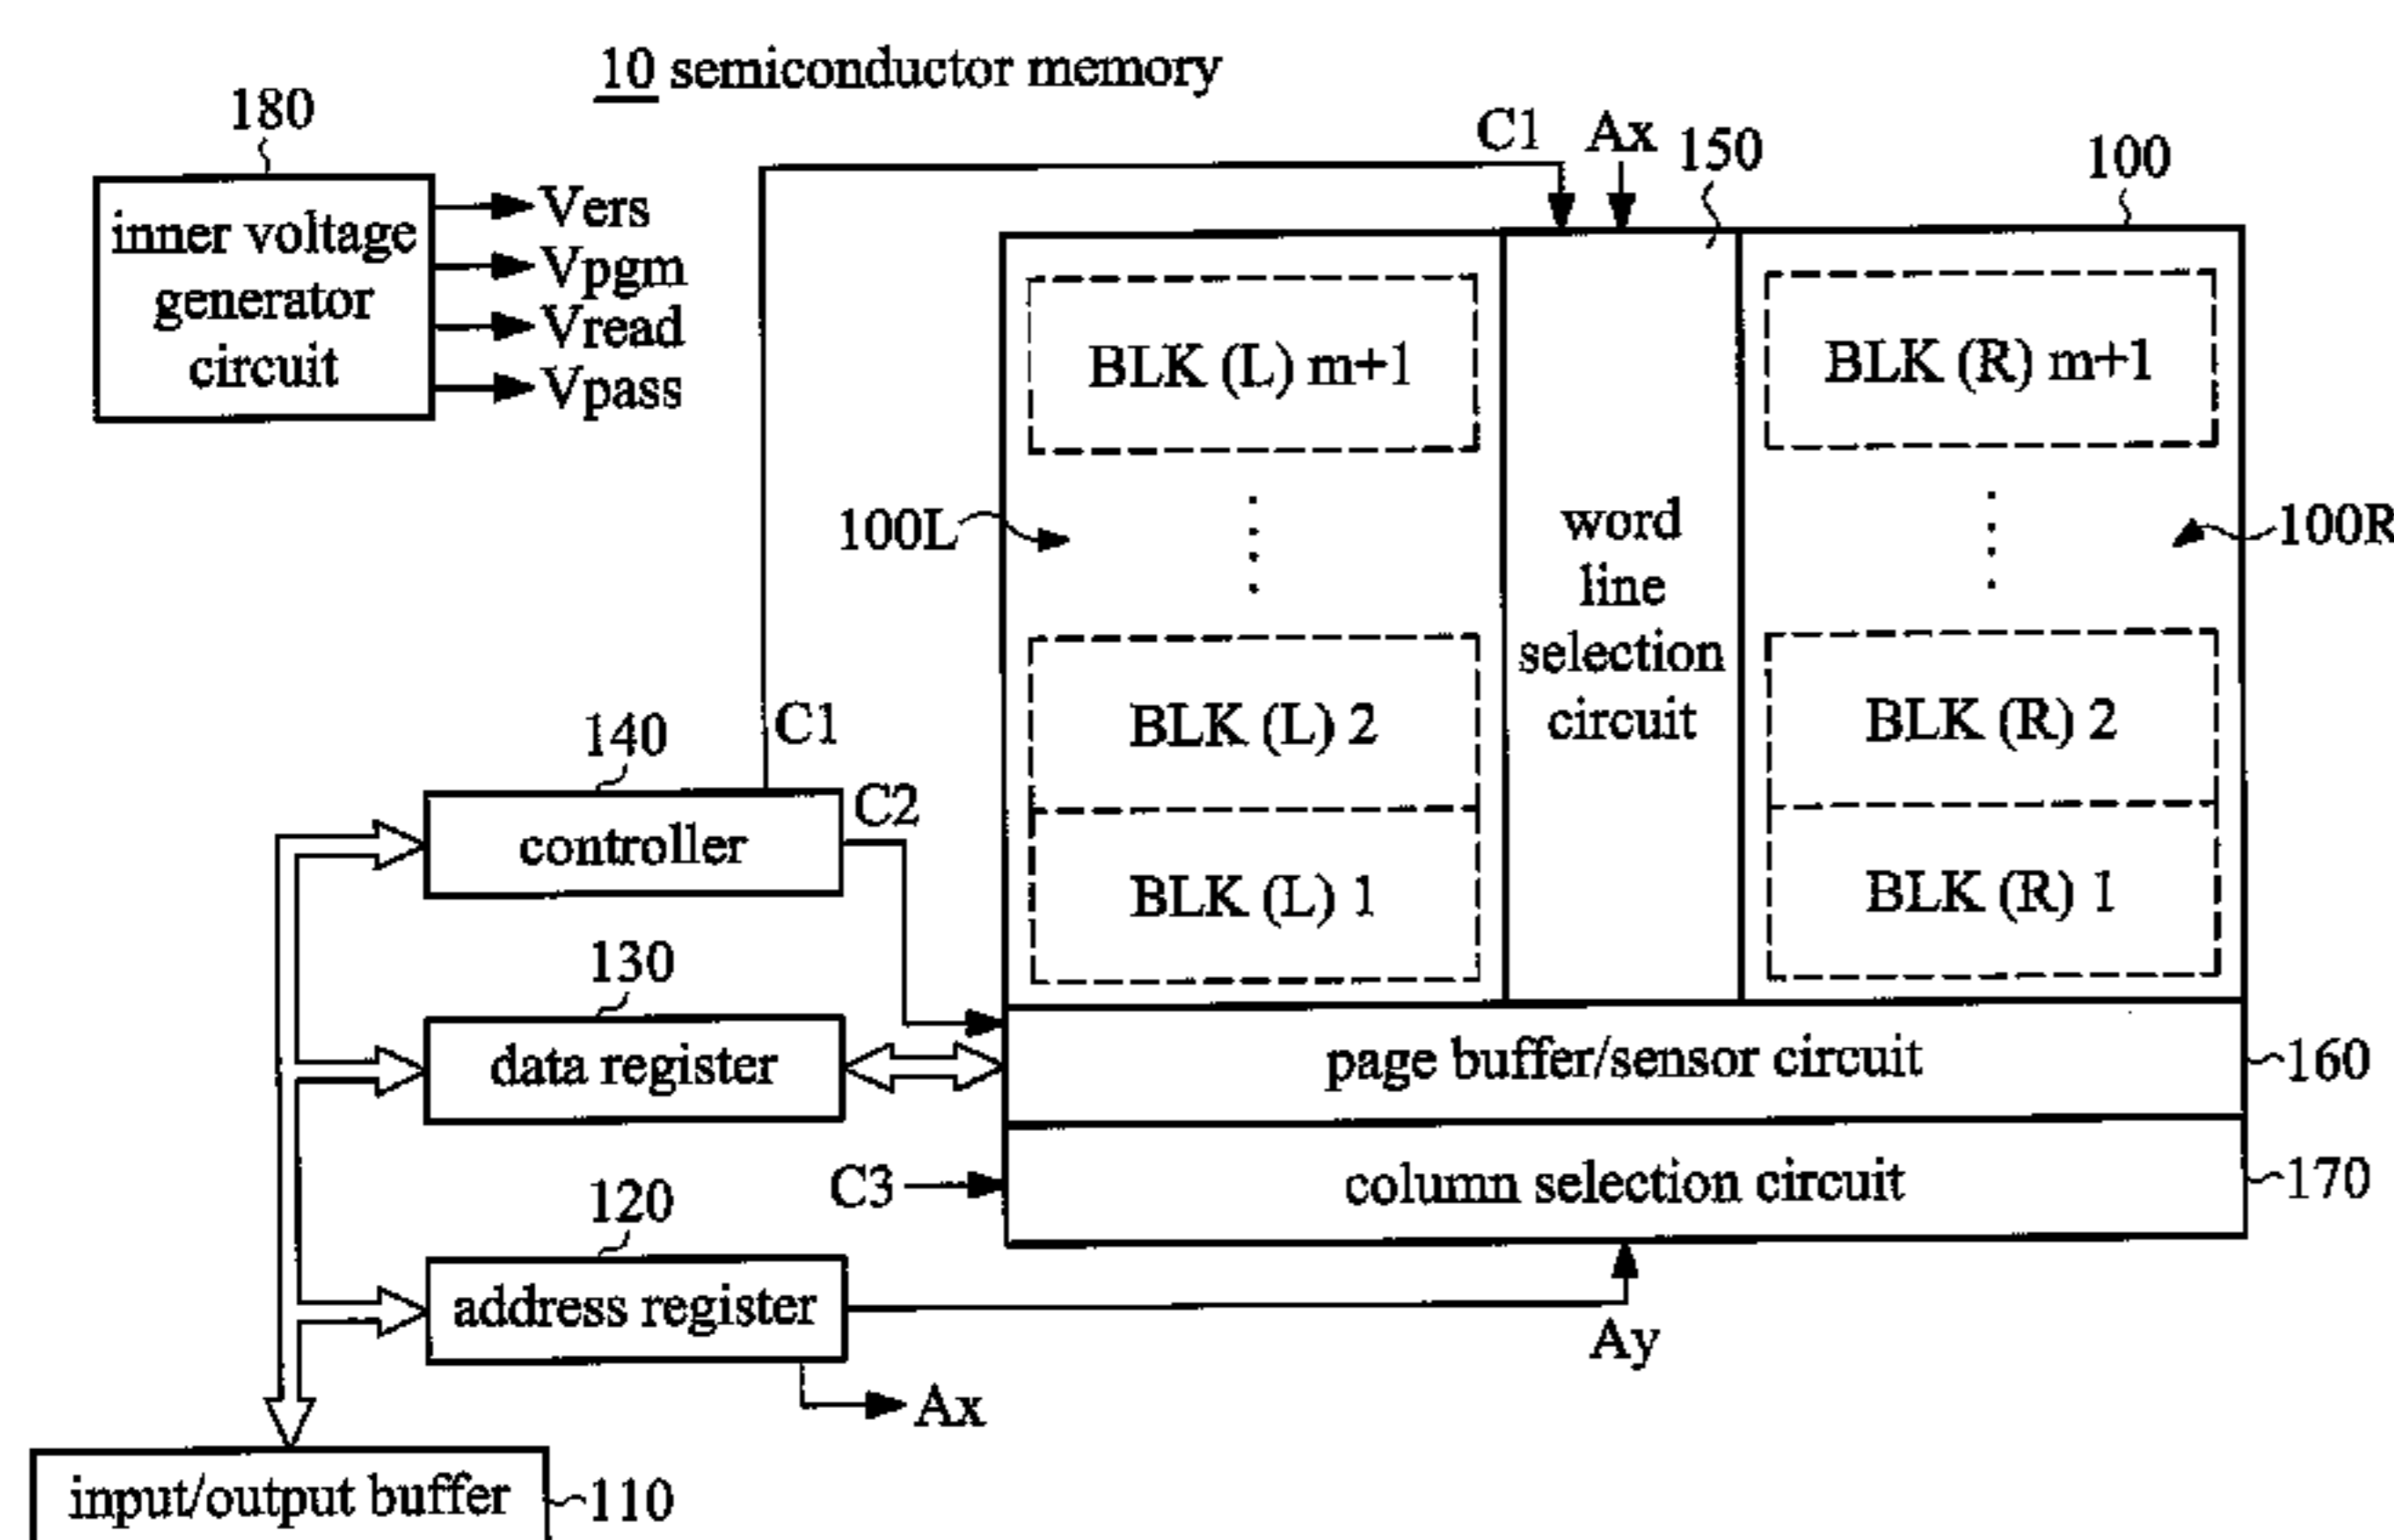 10 semiconductor memory
180
inner voltage
generator
circuit
Vers
Vpgm
Vread
Vpass
C1
Ax
150
100
BLK (L) m+1
BLK (R) m+1
100L
100R
word
line
selection
circuit
BLK (L) 2
BLK (R) 2
BLK (L) 1
BLK (R) 1
C1
140
controller
C2
130
data register
page buffer/sensor circuit
160
C3
column selection circuit
170
120
address register
Ay
Ax
input/output buffer
110